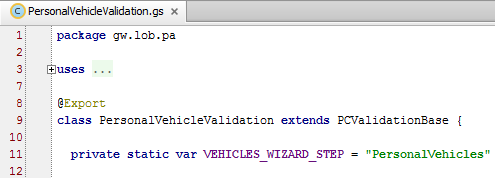 PersonalVehicleValidation.gs
1 package gw.lob.pa
2
3 uses ...
7
8 @Export
9 class PersonalVehicleValidation extends PCValidationBase {
10
11 private static var VEHICLES_WIZARD_STEP = "PersonalVehicles"
12